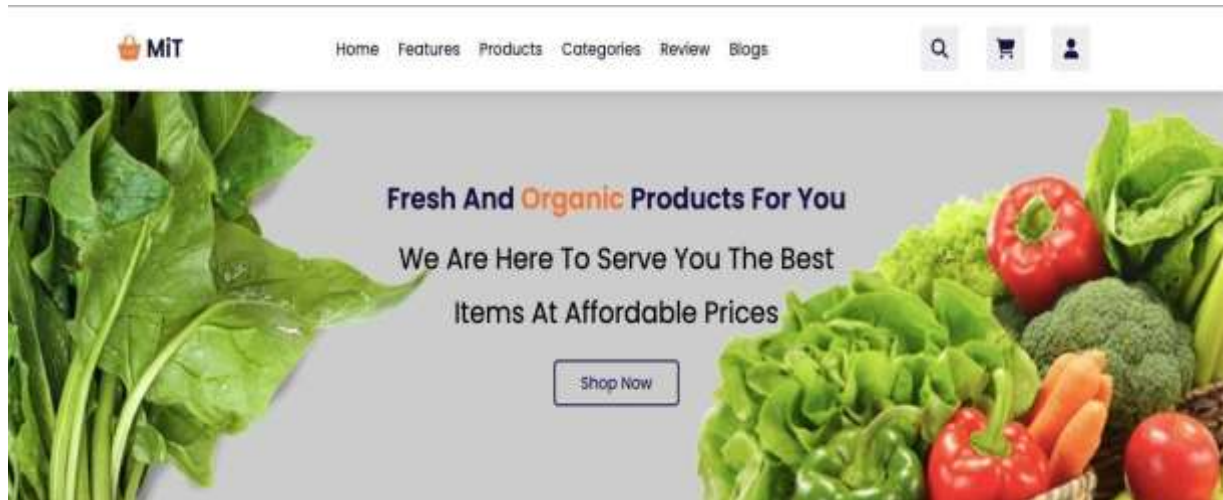 MiT
Home Features Products Categories Review Blogs
Fresh And Organic Products For You
We Are Here To Serve You The Best
Items At Affordable Prices
Shop Now